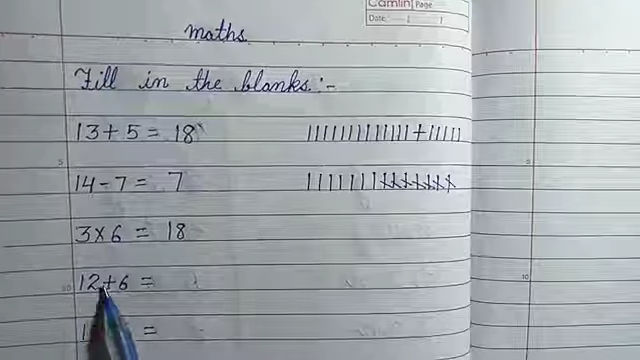 Camlin Page
Date: / /
Maths
Fill in the blanks :-
13 + 5 = 18 ||||||||||||| + |||||
14 - 7 = 7
3 × 6 = 18
12 + 6 =
1 =